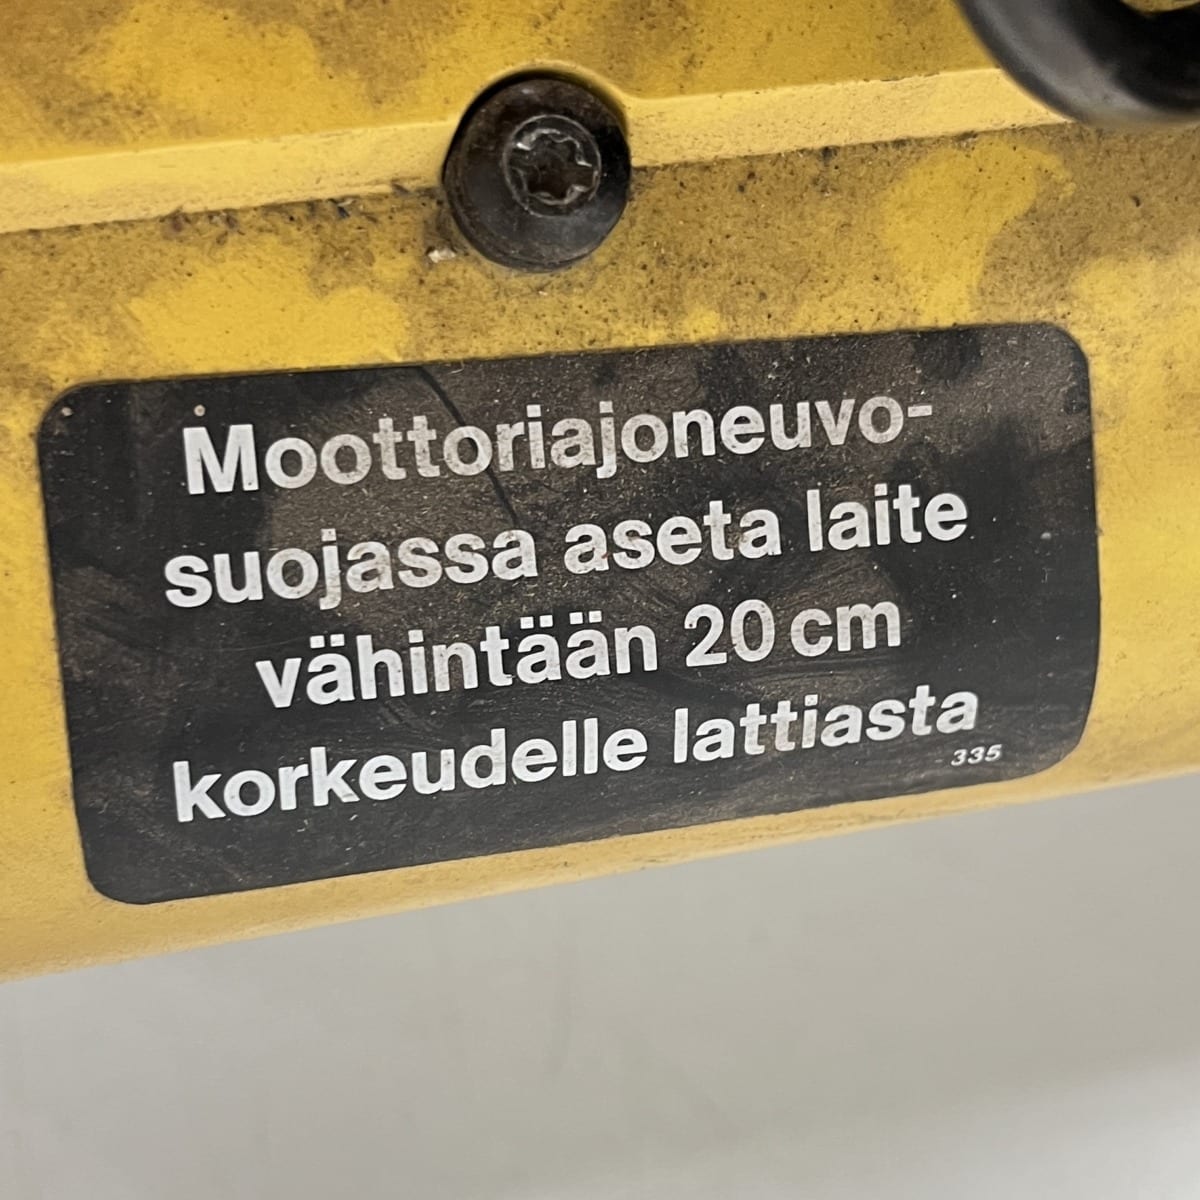 Moottoriajoneuvo-
suojassa aseta laite
vähintään 20 cm
korkeudelle lattiasta
335